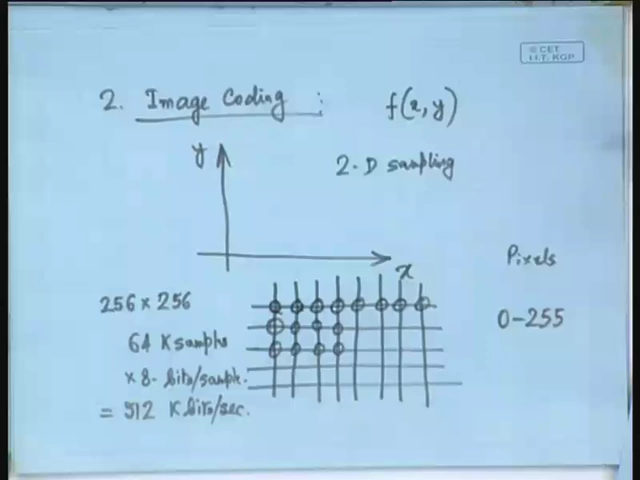 © CET
I.I.T. KGP
2. Image Coding : f(x, y)
y
2-D sampling
x
Pixels
256 × 256
0-255
64 K samples
× 8- bits/sample.
= 512 K bits/sec.